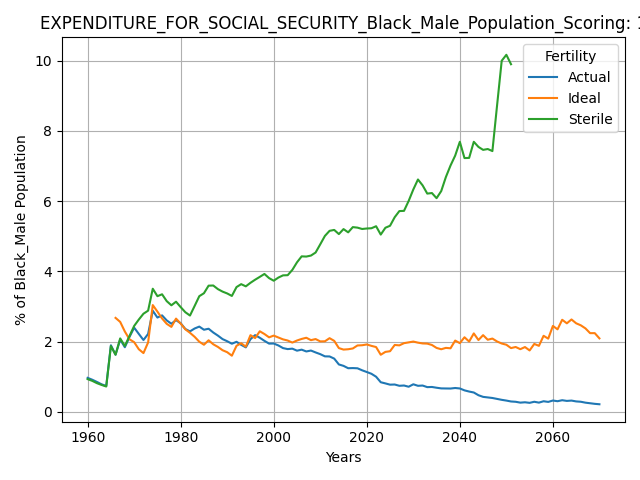 EXPENDITURE_FOR_SOCIAL_SECURITY_Black_Male_Population_Scoring:
Fertility
Actual
Ideal
Sterile
% of Black_Male Population
10
8
6
4
2
0
1960
1980
2000
2020
2040
2060
Years